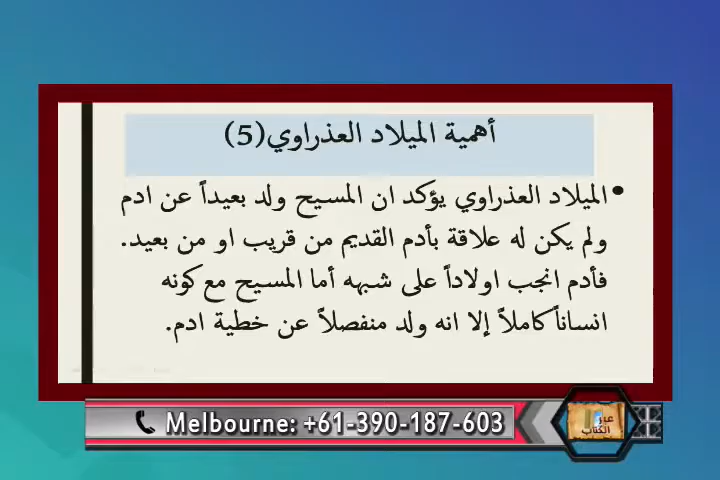 أهمية الميلاد العذراوي(5)
•الميلاد العذراوي يؤكد ان المسيح ولد بعيداً عن ادم
ولم يكن له علاقة بأدم القديم من قريب او من بعيد.
فأدم انجب اولاداً على شبهه أما المسيح مع كونه
انساناً كاملاً إلا انه ولد منفصلاً عن خطية ادم.
Melbourne: +61-390-187-603
عبر
الكتاب